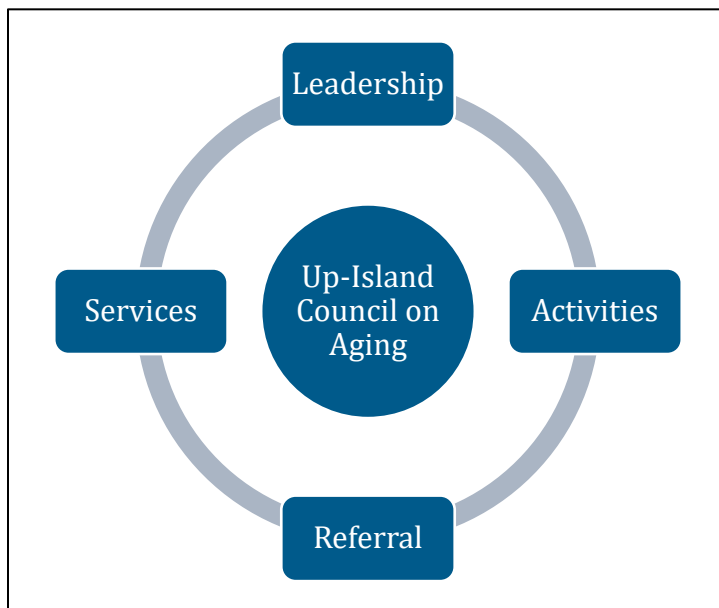 Leadership
Services
Up-Island
Council on
Aging
Activities
Referral